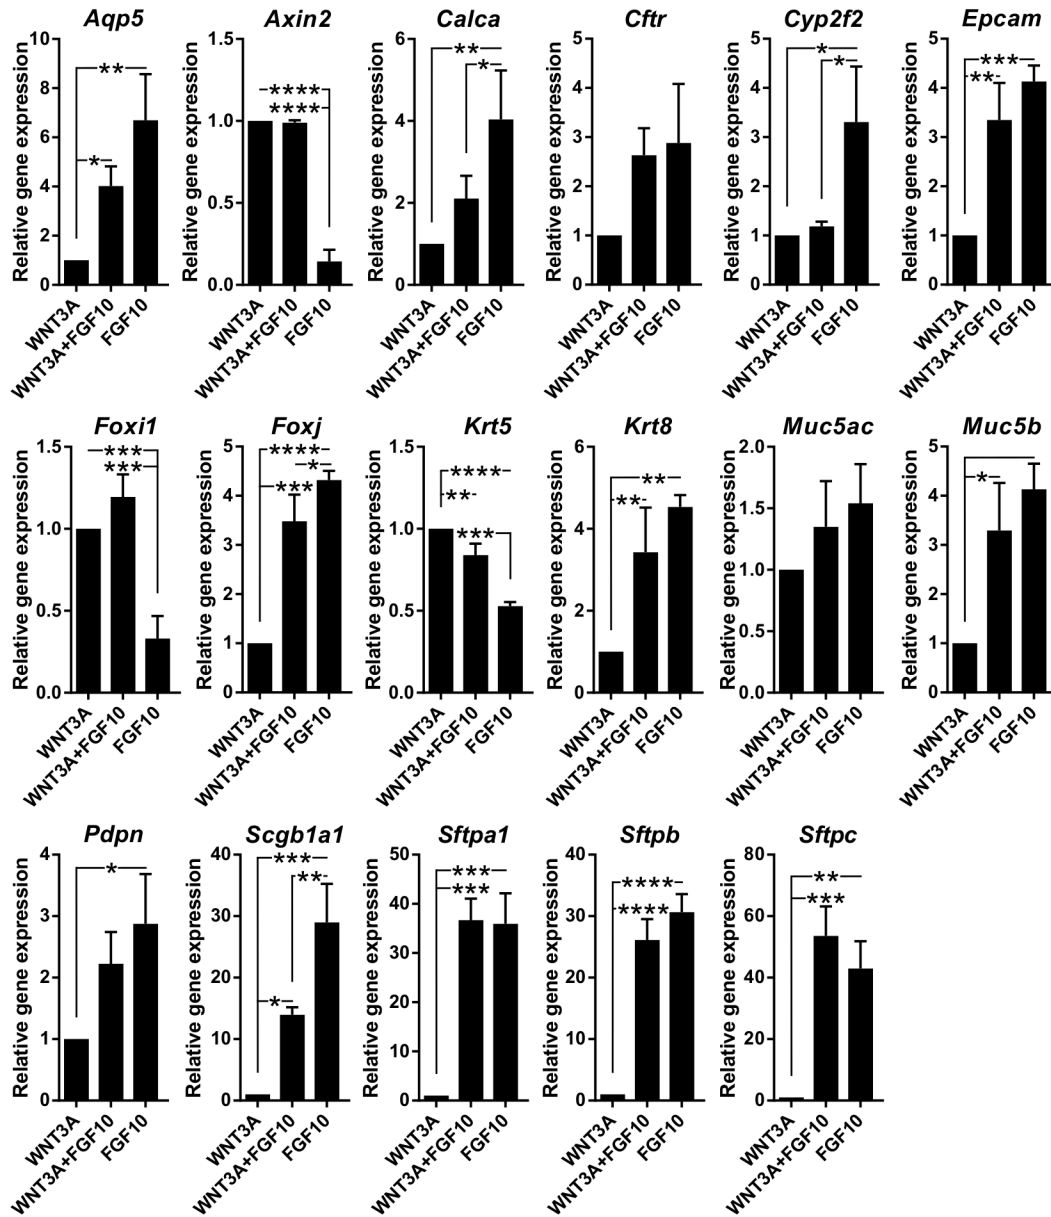 Aqp5
Relative gene expression
10
8
6
4
2
0
**
*
WNT3A
WNT3A+FGF10
FGF10
Axin2
Relative gene expression
1.5
1.0
0.5
0.0
****
****
WNT3A
WNT3A+FGF10
FGF10
Calca
Relative gene expression
6
4
2
0
**
*
WNT3A
WNT3A+FGF10
FGF10
Cftr
Relative gene expression
5
4
3
2
1
0
WNT3A
WNT3A+FGF10
FGF10
Cyp2f2
Relative gene expression
5
4
3
2
1
0
*
*
WNT3A
WNT3A+FGF10
FGF10
Epcam
Relative gene expression
5
4
3
2
1
0
***
**
WNT3A
WNT3A+FGF10
FGF10
Foxi1
Relative gene expression
1.5
1.0
0.5
0.0
***
***
WNT3A
WNT3A+FGF10
FGF10
Foxj
Relative gene expression
5
4
3
2
1
0
****
*
***
WNT3A
WNT3A+FGF10
FGF10
Krt5
Relative gene expression
1.5
1.0
0.5
0.0
****
**
***
WNT3A
WNT3A+FGF10
FGF10
Krt8
Relative gene expression
6
4
2
0
**
**
WNT3A
WNT3A+FGF10
FGF10
Muc5ac
Relative gene expression
2.0
1.5
1.0
0.5
0.0
WNT3A
WNT3A+FGF10
FGF10
Muc5b
Relative gene expression
5
4
3
2
1
0
*
WNT3A
WNT3A+FGF10
FGF10
Pdpn
Relative gene expression
4
3
2
1
0
*
WNT3A
WNT3A+FGF10
FGF10
Scgb1a1
Relative gene expression
40
30
20
10
0
***
**
*
WNT3A
WNT3A+FGF10
FGF10
Sftpa1
Relative gene expression
50
40
30
20
10
0
***
***
WNT3A
WNT3A+FGF10
FGF10
Sftpb
Relative gene expression
40
30
20
10
0
****
****
WNT3A
WNT3A+FGF10
FGF10
Sftpc
Relative gene expression
80
60
40
20
0
**
***
WNT3A
WNT3A+FGF10
FGF10